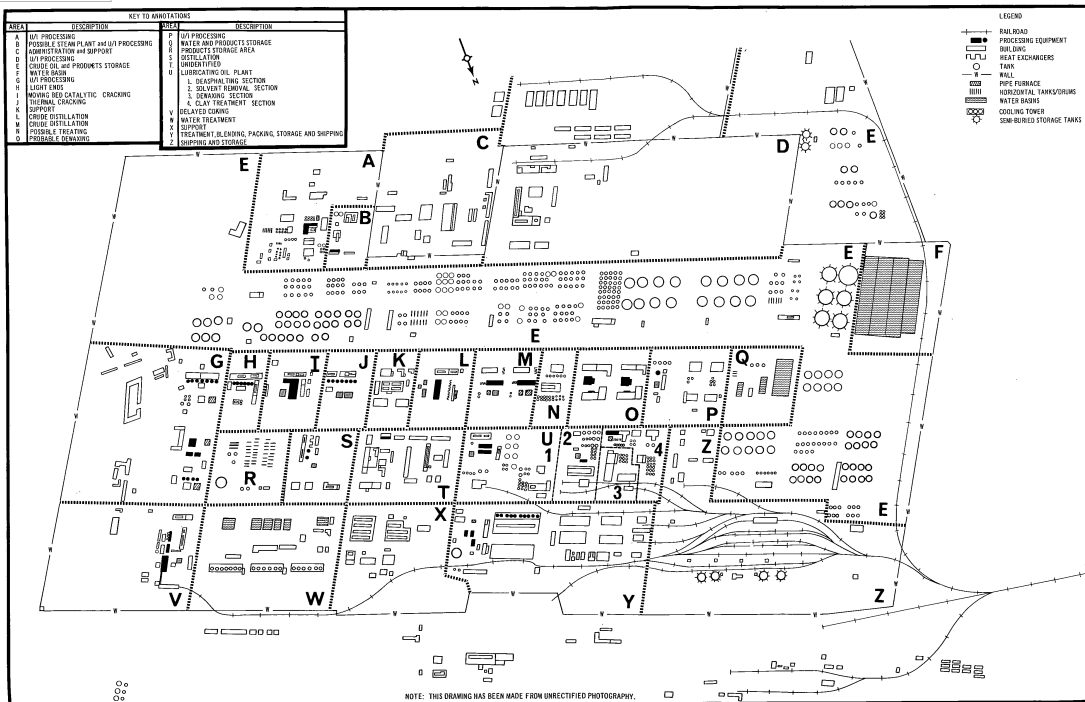 KEY TO ANNOTATIONS
AREA DESCRIPTION
A U/I PROCESSING
B POSSIBLE STEAM PLANT and U/I PROCESSING
C ADMINISTRATION and SUPPORT
D U/I PROCESSING
E CRUDE OIL and PRODUCTS STORAGE
F WATER BASIN
G U/I PROCESSING
H LIGHT ENDS
I MOVING BED CATALYTIC CRACKING
J THERMAL CRACKING
K SUPPORT
L CRUDE DISTILLATION
M CRUDE DISTILLATION
N POSSIBLE TREATING
O PROBABLE DEWAXING
AREA DESCRIPTION
P U/I PROCESSING
Q WATER AND PRODUCTS STORAGE
R PRODUCTS STORAGE AREA
S DISTILLATION
T UNIDENTIFIED
U LUBRICATING OIL PLANT
1. DEASPHALTING SECTION
2. SOLVENT REMOVAL SECTION
3. DEWAXING SECTION
4. CLAY TREATMENT SECTION
V DELAYED COKING
W WATER TREATMENT
X SUPPORT
Y TREATMENT, BLENDING, PACKING, STORAGE AND SHIPPING
Z SHIPPING AND STORAGE
N
LEGEND
RAILROAD
PROCESSING EQUIPMENT
BUILDING
HEAT EXCHANGERS
TANK
W WALL
PIPE FURNACE
HORIZONTAL TANKS/DRUMS
WATER BASINS
COOLING TOWER
SEMI-BURIED STORAGE TANKS
E A C D E
B
E F
E
G H I J K L M Q
N O P
S U 2 4 Z
1
R T 3
X E
V W Y Z
NOTE: THIS DRAWING HAS BEEN MADE FROM UNRECTIFIED PHOTOGRAPHY.